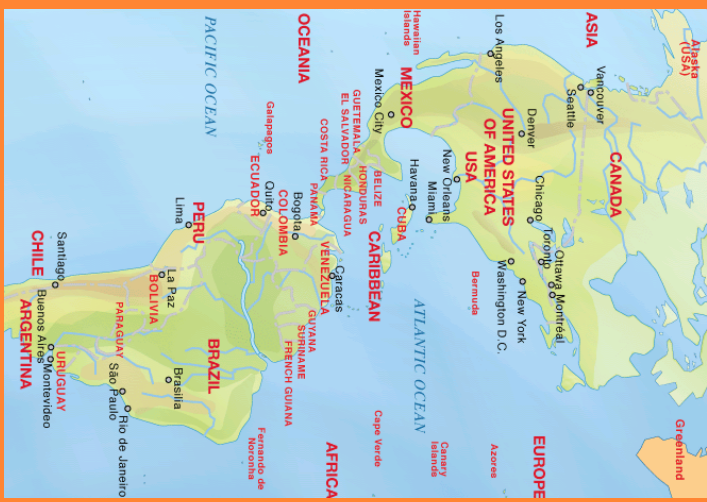 Alaska
(USA)
Greenland
CANADA
ASIA
Vancouver
Seattle
Ottawa Montréal
Toronto
Chicago
Denver
New York
Washington D.C.
EUROPE
UNITED STATES
OF AMERICA
USA
Los Angeles
Azores
Bermuda
New Orleans
Miami
Canary
Islands
Hawaiian
Islands
MEXICO
Mexico City
Havana
CUBA
ATLANTIC OCEAN
BELIZE
CARIBBEAN
Cape Verde
GUETEMALA
HONDURAS
EL SALVADOR
NICARAGUA
COSTA RICA
PANAMA
Caracas
VENEZUELA
AFRICA
OCEANIA
GUYANA
SURINAME
FRENCH GUIANA
Bogota
COLOMBIA
Galapagoa
Quito
ECUADOR
Fernando de
Noronha
PACIFIC OCEAN
BRAZIL
PERU
Lima
Brasilia
La Paz
BOLIVIA
Rio de Janeiro
São Paulo
PARAGUAY
Santiago
URUGUAY
Montevideo
Buenos Aires
CHILE
ARGENTINA